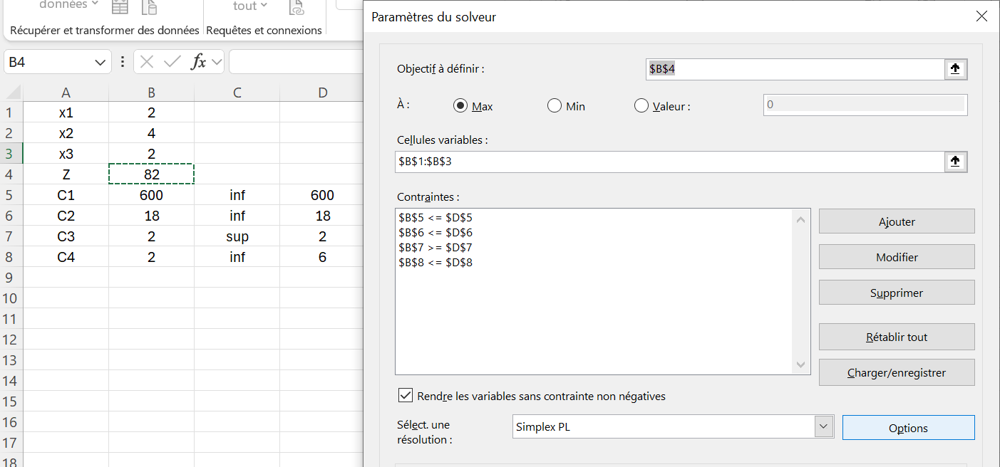 données
tout
Récupérer et transformer des données
Requêtes et connexions
B4
fx
A B C D
1 x1 2
2 x2 4
3 x3 2
4 Z 82
5 C1 600 inf 600
6 C2 18 inf 18
7 C3 2 sup 2
8 C4 2 inf 6
9
10
11
12
13
14
15
16
17
18
Paramètres du solveur
Objectif à définir :
$B$4
À :
Max
Min
Valeur :
0
Cellules variables :
$B$1:$B$3
Contraintes :
$B$5 <= $D$5
$B$6 <= $D$6
$B$7 >= $D$7
$B$8 <= $D$8
Ajouter
Modifier
Supprimer
Rétablir tout
Charger/enregistrer
Rendre les variables sans contrainte non négatives
Sélect. une
résolution :
Simplex PL
Options